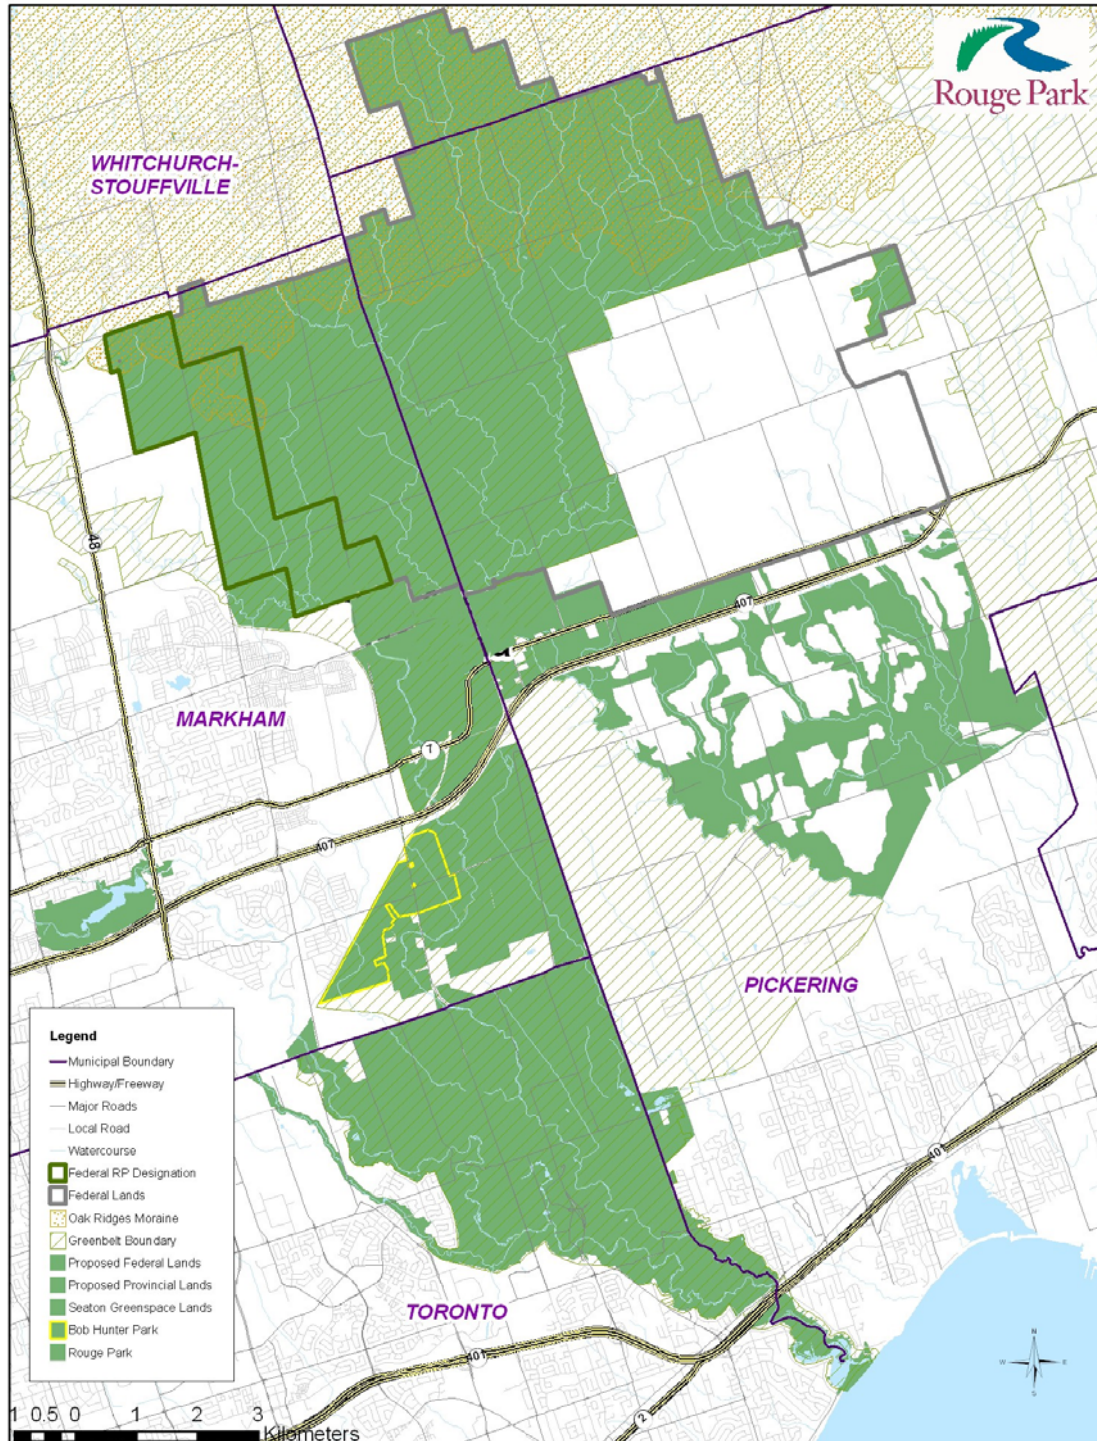 Rouge Park
WHITCHURCH-
STOUFFVILLE
48
407
MARKHAM
7
407
PICKERING
Legend
Municipal Boundary
Highway/Freeway
Major Roads
Local Road
Watercourse
Federal RP Designation
Federal Lands
Oak Ridges Moraine
Greenbelt Boundary
Proposed Federal Lands
Proposed Provincial Lands
Seaton Greenspace Lands
Bob Hunter Park
Rouge Park
401
TORONTO
401
2
N
W E
S
1 0.5 0 1 2 3
Kilometers